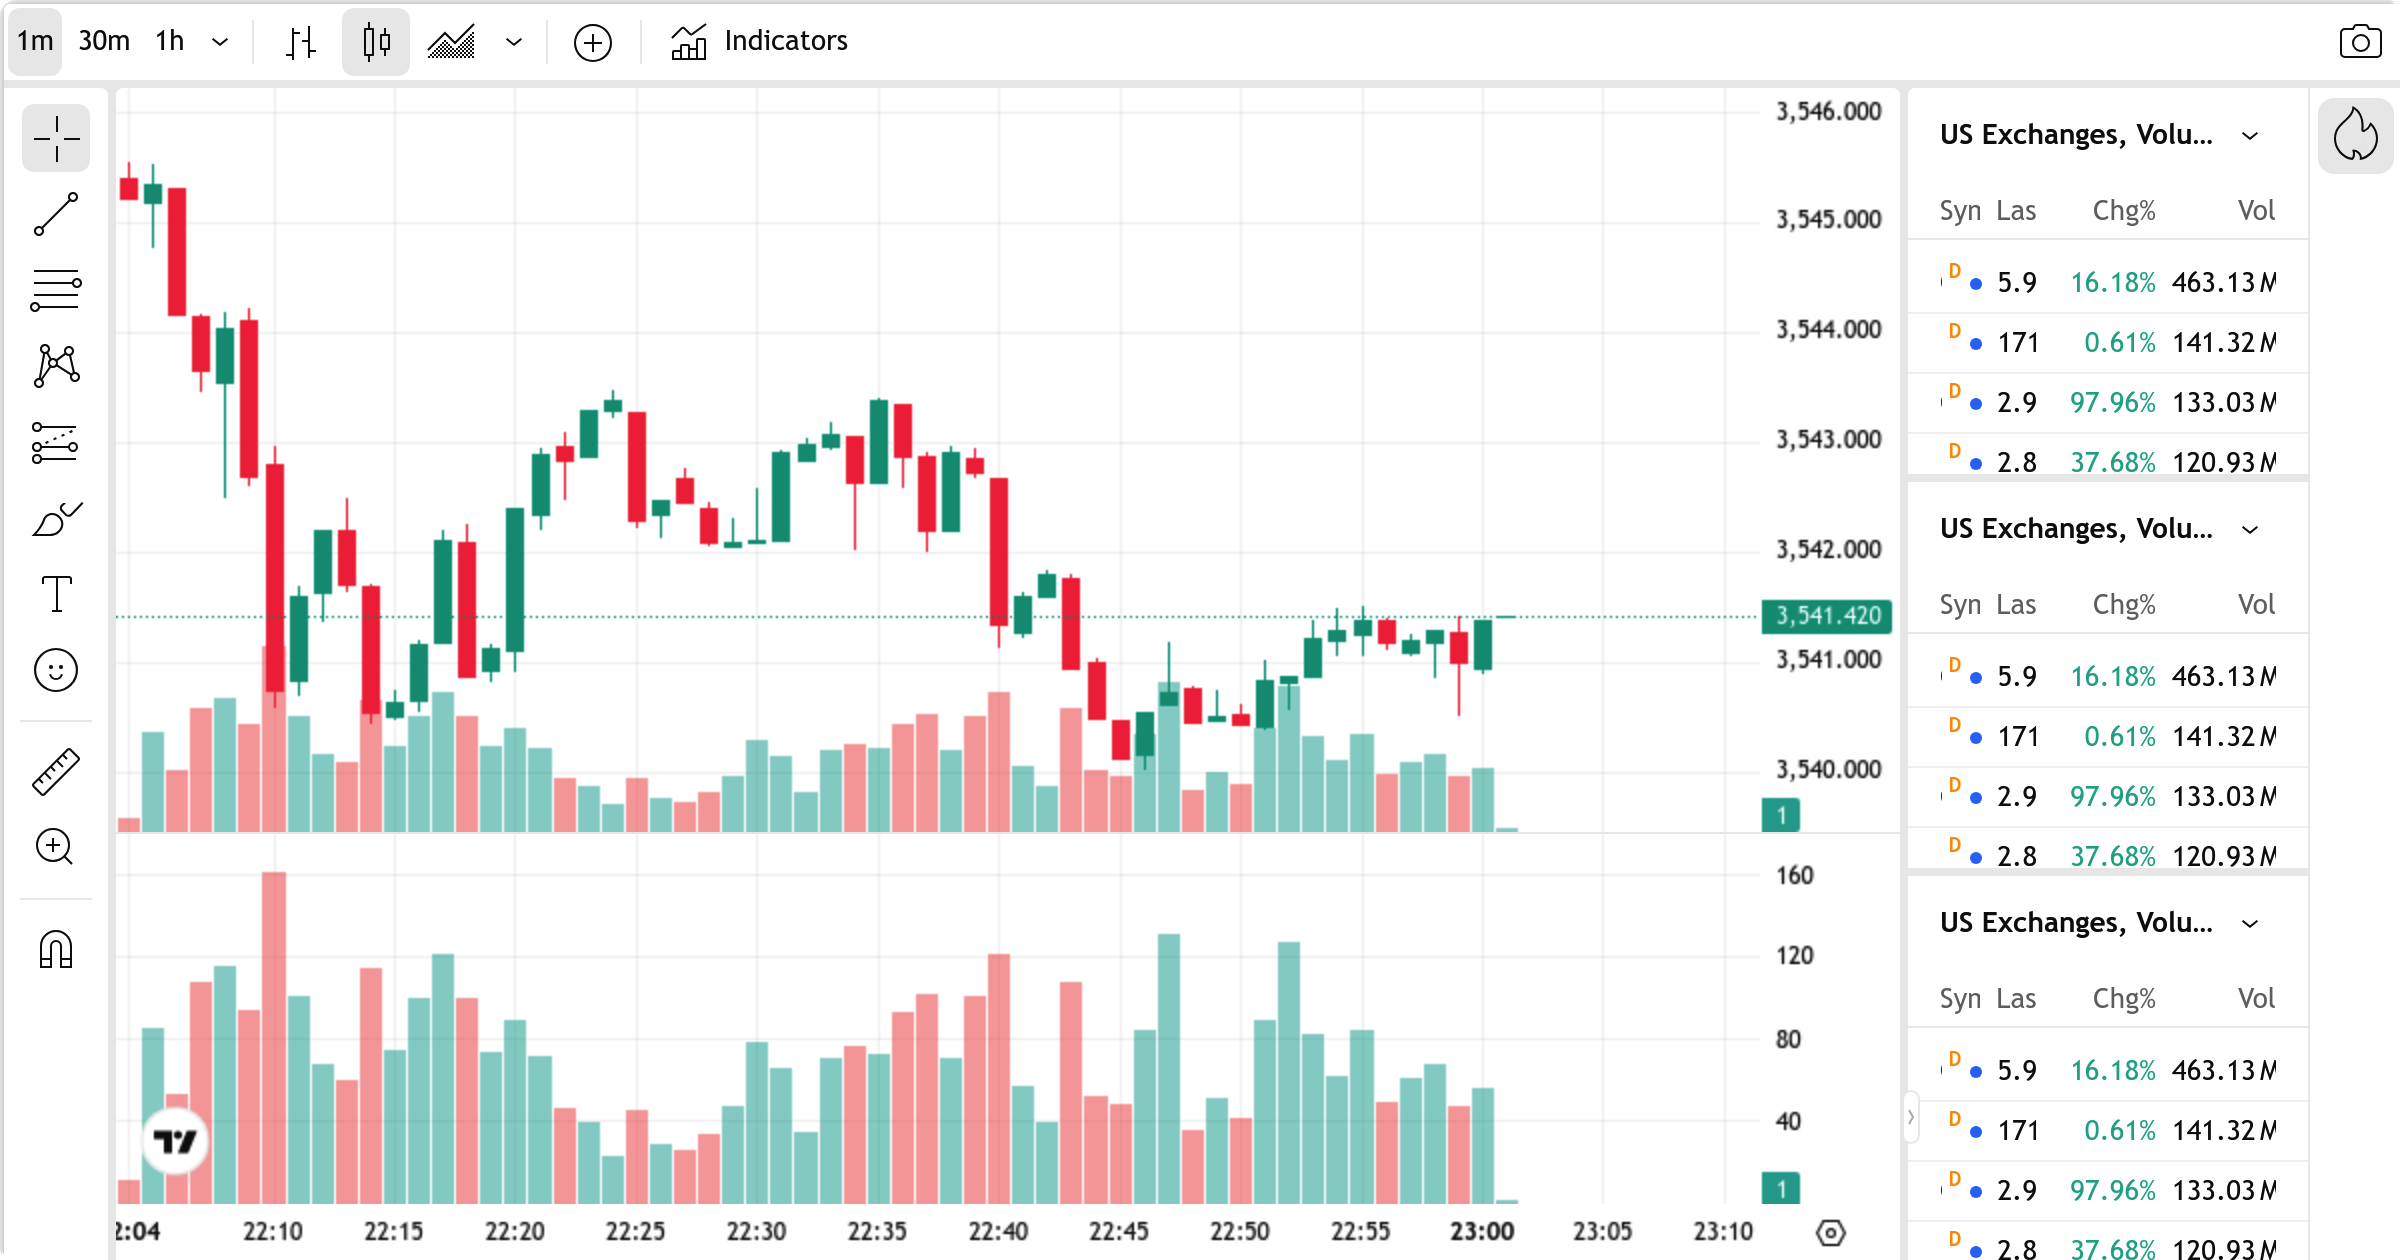 1m 30m 1h Indicators
3,546.000
3,545.000
3,544.000
3,543.000
3,542.000
3,541.420
3,541.000
3,540.000
1
160
120
80
40
1
2:04 22:10 22:15 22:20 22:25 22:30 22:35 22:40 22:45 22:50 22:55 23:00 23:05 23:10
US Exchanges, Volu...
Syn Las Chg% Vol
D 5.9 16.18% 463.13 M
D 171 0.61% 141.32 M
D 2.9 97.96% 133.03 M
D 2.8 37.68% 120.93 M
US Exchanges, Volu...
Syn Las Chg% Vol
D 5.9 16.18% 463.13 M
D 171 0.61% 141.32 M
D 2.9 97.96% 133.03 M
D 2.8 37.68% 120.93 M
US Exchanges, Volu...
Syn Las Chg% Vol
D 5.9 16.18% 463.13 M
D 171 0.61% 141.32 M
D 2.9 97.96% 133.03 M
D 2.8 37.68% 120.93 M